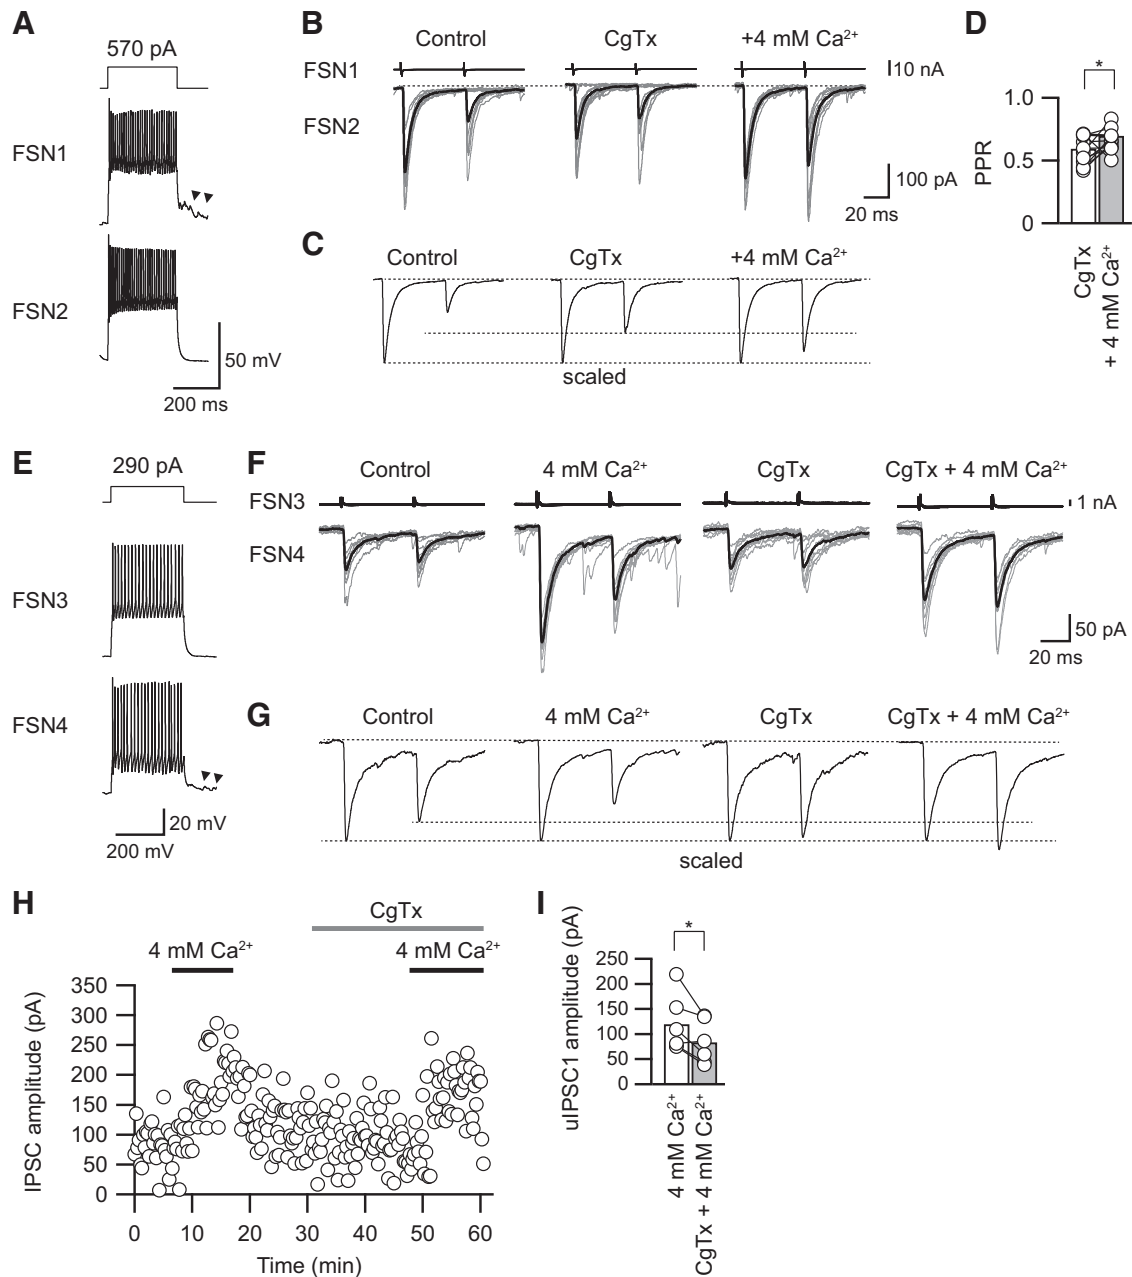 A
570 pA
FSN1
FSN2
50 mV
200 ms
B
Control
CgTx
+4 mM Ca²⁺
FSN1
10 nA
FSN2
100 pA
20 ms
C
Control
CgTx
+4 mM Ca²⁺
scaled
D
*
1.0
0.5
0
PPR
CgTx
+ 4 mM Ca²⁺
E
290 pA
FSN3
FSN4
20 mV
200 mV
F
Control
4 mM Ca²⁺
CgTx
CgTx + 4 mM Ca²⁺
FSN3
1 nA
FSN4
50 pA
20 ms
G
Control
4 mM Ca²⁺
CgTx
CgTx + 4 mM Ca²⁺
scaled
H
CgTx
4 mM Ca²⁺
4 mM Ca²⁺
350
300
250
200
150
100
50
0
IPSC amplitude (pA)
0 10 20 30 40 50 60
Time (min)
I
*
250
200
150
100
50
0
uIPSC1 amplitude (pA)
4 mM Ca²⁺
CgTx + 4 mM Ca²⁺